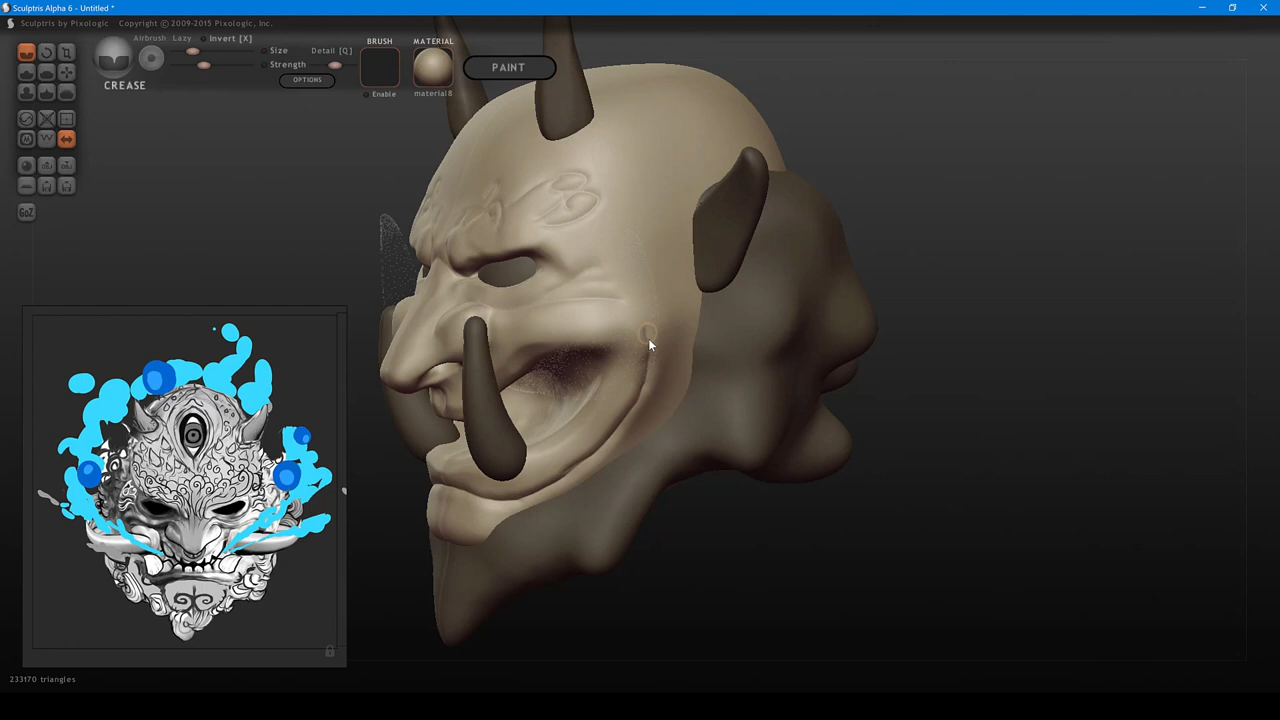 Sculptris Alpha 6 - Untitled *
Sculptris by Pixologic Copyright © 2009-2015 Pixologic, Inc.
Airbrush Lazy Invert [X]
Size Detail [Q]
Strength
OPTIONS
CREASE
BRUSH
Enable
MATERIAL
material8
PAINT
GoZ
233170 triangles